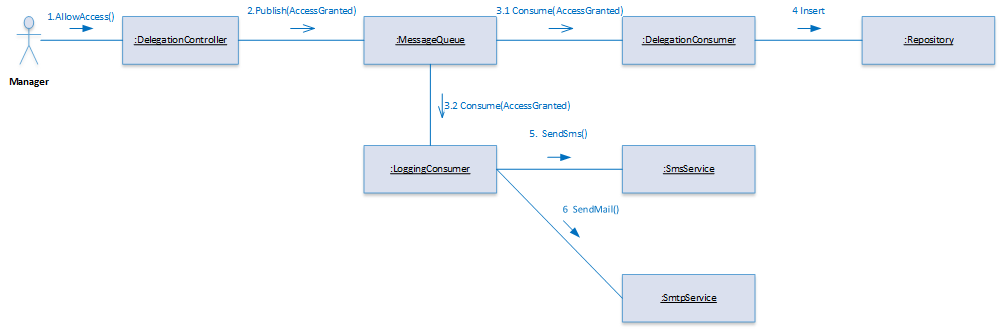 1.AllowAccess()
2.Publish(AccessGranted)
3.1 Consume(AccessGranted)
4 Insert
:DelegationController
:MessageQueue
:DelegationConsumer
:Repository
Manager
3.2 Consume(AccessGranted)
5.  SendSms()
:LoggingConsumer
:SmsService
6  SendMail()
:SmtpService